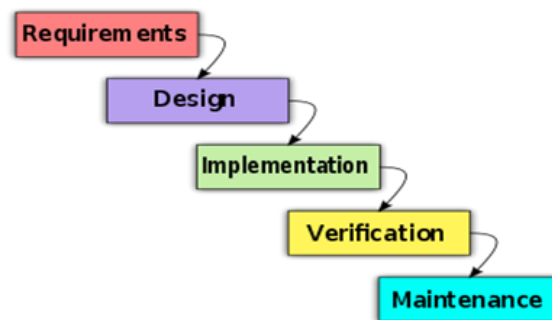 Requirements
Design
Implementation
Verification
Maintenance